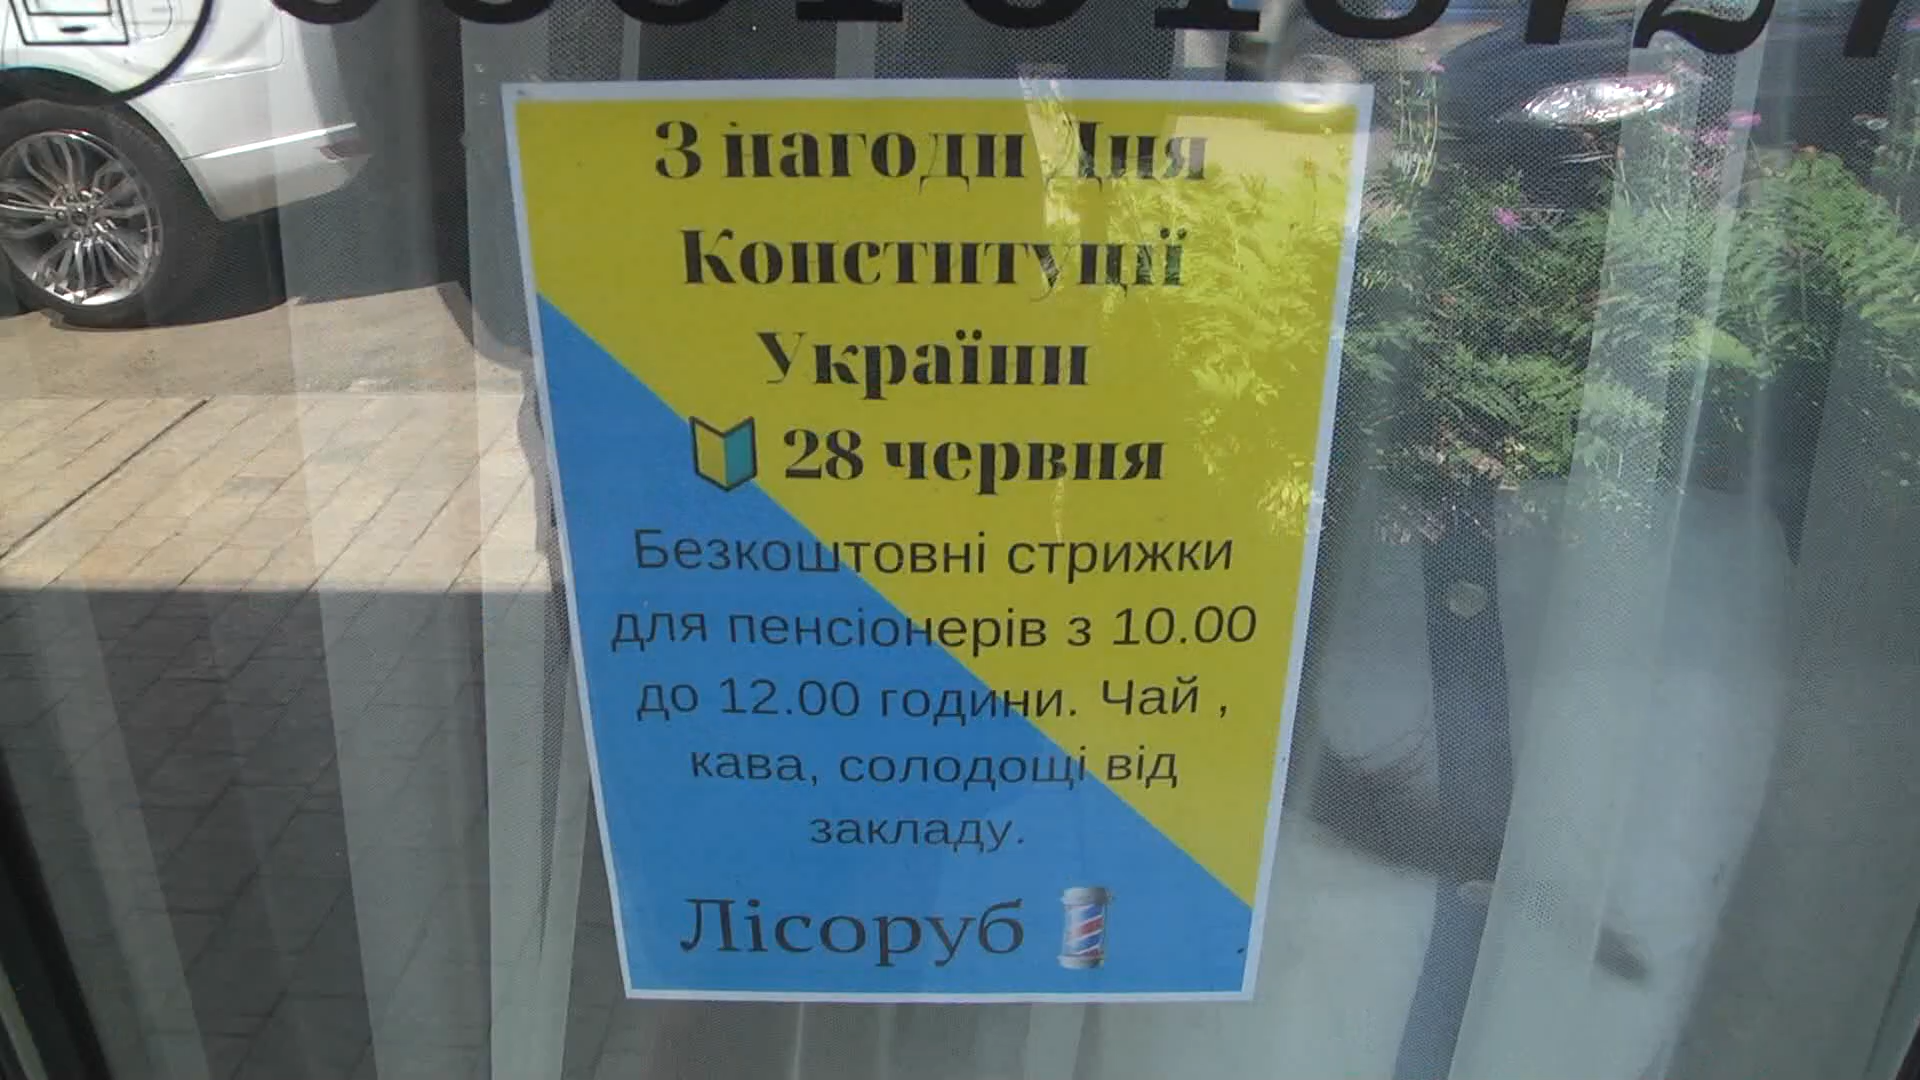 З нагоди Дня
Конституції
України
28 червня
Безкоштовні стрижки
для пенсіонерів з 10.00
до 12.00 години. Чай ,
кава, солодощі від
закладу.
Лісоруб